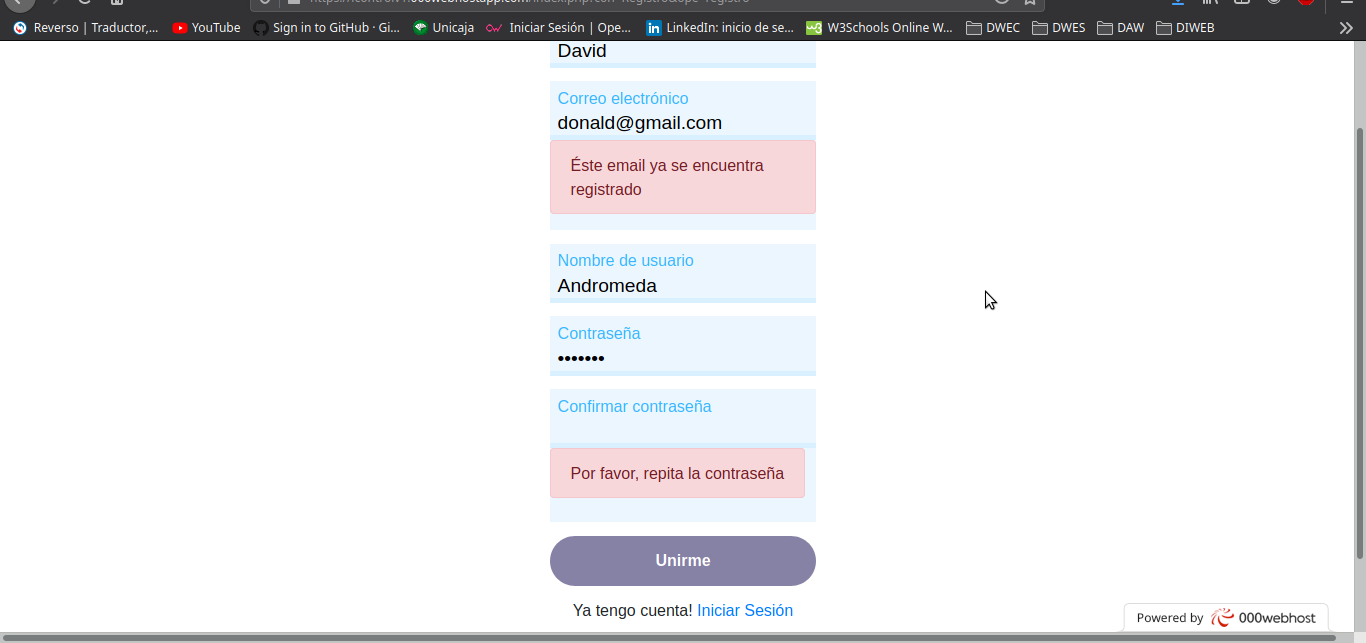 Reverso | Traductor,...
YouTube
Sign in to GitHub · Gi...
Unicaja
Iniciar Sesión | Ope...
LinkedIn: inicio de se...
W3Schools Online W...
DWEC
DWES
DAW
DIWEB
David
Correo electrónico
donald@gmail.com
Éste email ya se encuentra
registrado
Nombre de usuario
Andromeda
Contraseña
•••••••
Confirmar contraseña
Por favor, repita la contraseña
Unirme
Ya tengo cuenta! Iniciar Sesión
Powered by 000webhost